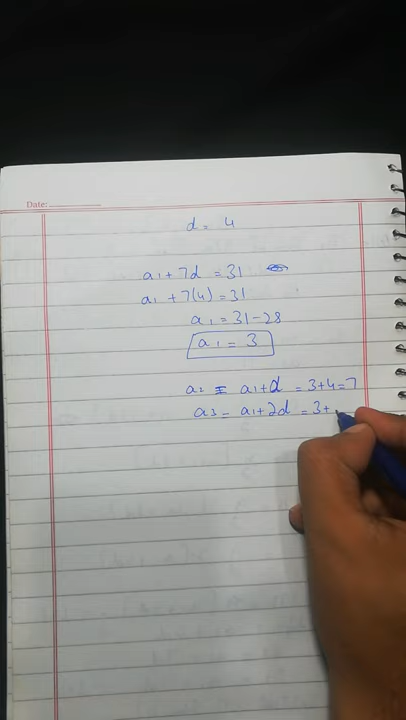 Date:
d = 4
a1 + 7d = 31
a1 + 7(4) = 31
a1 = 31-28
a1 = 3
a2 = a1+d = 3+4=7
a3 = a1+2d = 3+